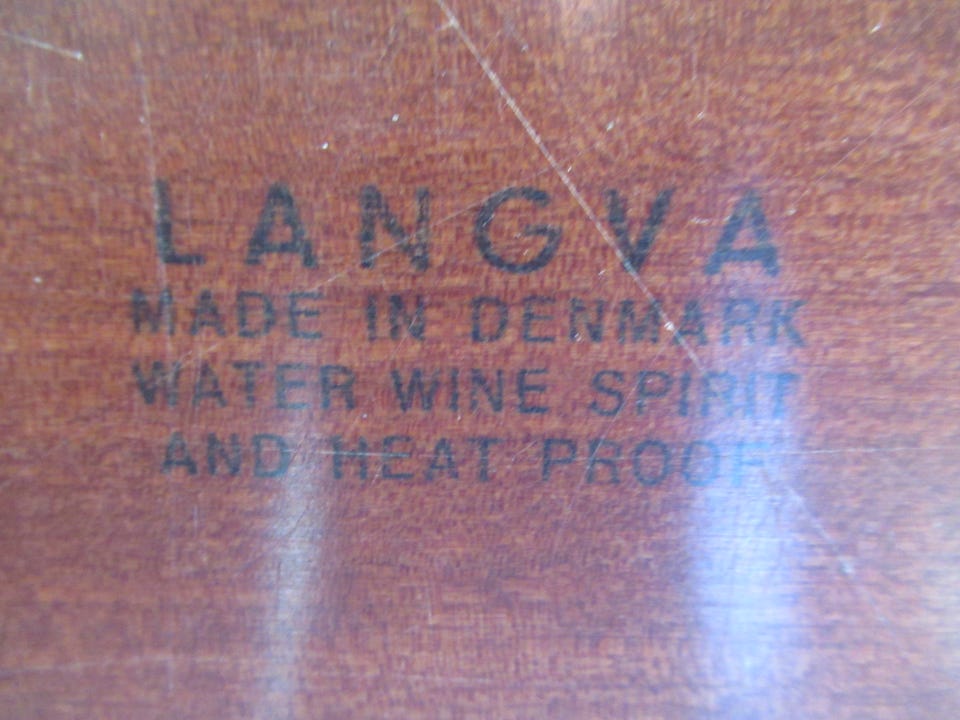 LANGVA
MADE IN DENMARK
WATER WINE SPIRIT
AND HEAT PROOF